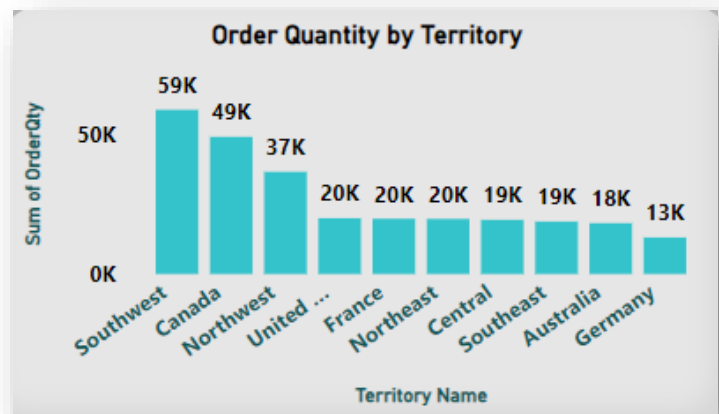 Order Quantity by Territory
Sum of OrderQty
50K
0K
59K
49K
37K
20K
20K
20K
19K
19K
18K
13K
Southwest
Canada
Northwest
United ...
France
Northeast
Central
Southeast
Australia
Germany
Territory Name